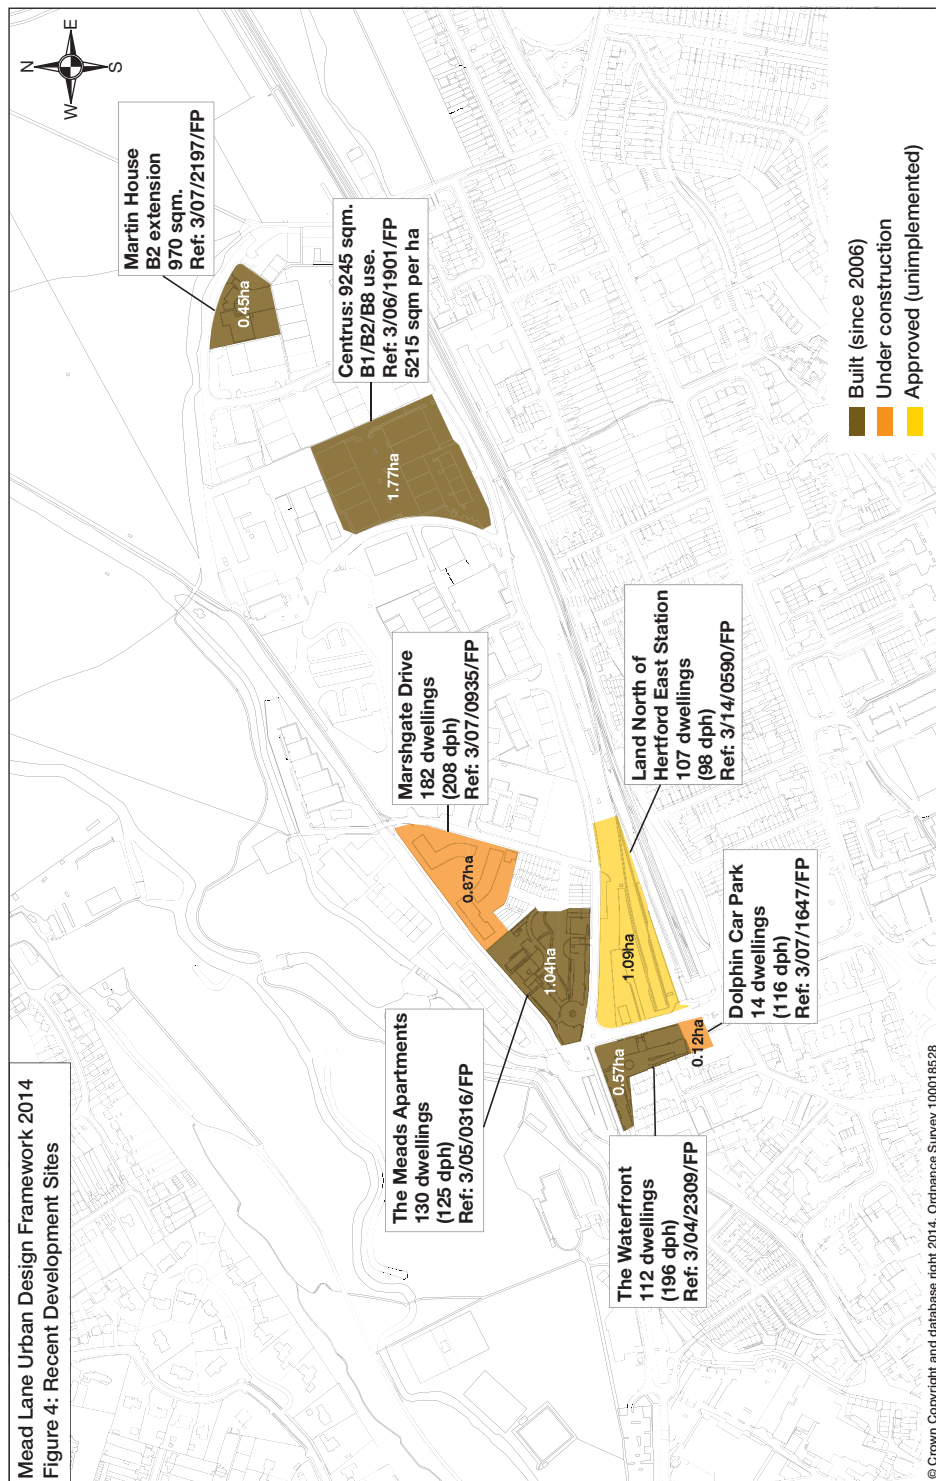 Mead Lane Urban Design Framework 2014
Figure 4: Recent Development Sites
N
E
S
W
Martin House
B2 extension
970 sqm.
Ref: 3/07/2197/FP
0.45ha
Centrus: 9245 sqm.
B1/B2/B8 use.
Ref: 3/06/1901/FP
5215 sqm per ha
1.77ha
Marshgate Drive
182 dwellings
(208 dph)
Ref: 3/07/0935/FP
0.87ha
The Meads Apartments
130 dwellings
(125 dph)
Ref: 3/05/0316/FP
1.04ha
Land North of
Hertford East Station
107 dwellings
(98 dph)
Ref: 3/14/0590/FP
1.09ha
The Waterfront
112 dwellings
(196 dph)
Ref: 3/04/2309/FP
0.57ha
Dolphin Car Park
14 dwellings
(116 dph)
Ref: 3/07/1647/FP
0.12ha
Built (since 2006)
Under construction
Approved (unimplemented)
© Crown Copyright and database right 2014. Ordnance Survey 100018528